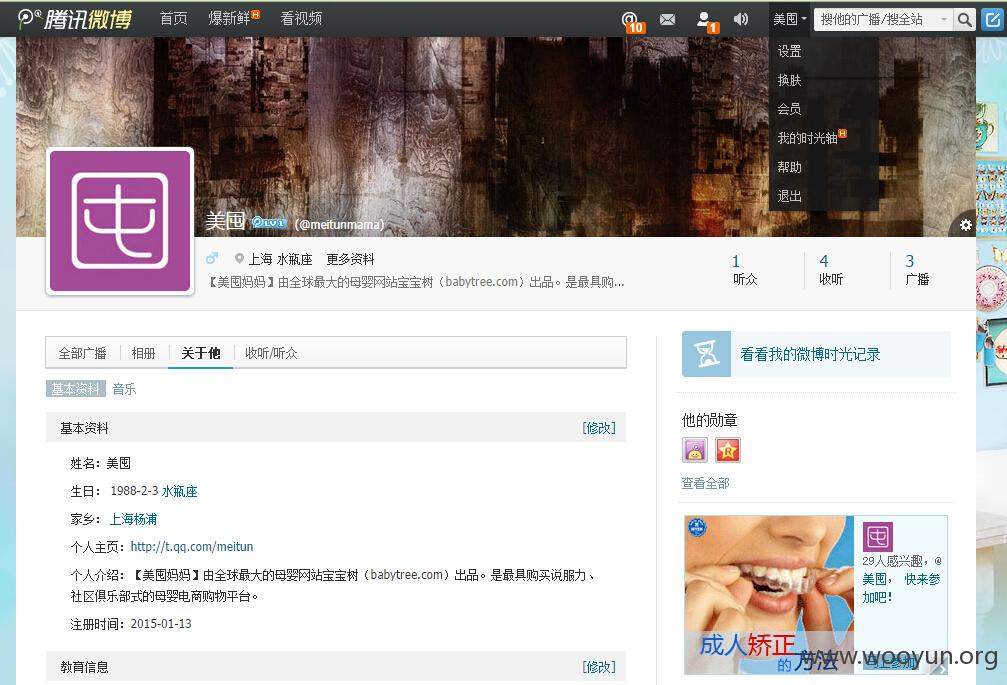 腾讯微博 首页 爆新鲜 H 看视频 10 1 美囤 搜他的广播/搜全站
设置
换肤
会员
我的时光轴 H
帮助
退出
屯
美囤 LV1 (@meitunmama)
上海 水瓶座 更多资料
【美囤妈妈】由全球最大的母婴网站宝宝树（babytree.com）出品。是最具购...
1 4 3
听众 收听 广播
全部广播 相册 关于他 收听/听众
基本资料 音乐
基本资料 [修改]
姓名：美囤
生日： 1988-2-3 水瓶座
家乡： 上海杨浦
个人主页：http://t.qq.com/meitun
个人介绍：【美囤妈妈】由全球最大的母婴网站宝宝树（babytree.com）出品。是最具购买说服力、
社区俱乐部式的母婴电商购物平台。
注册时间：2015-01-13
教育信息 [修改]
看看我的微博时光记录
他的勋章
查看全部
成人矫正
的方法
屯
29人感兴趣，@
美囤， 快来参
加吧！
马上参加
www.wooyun.org